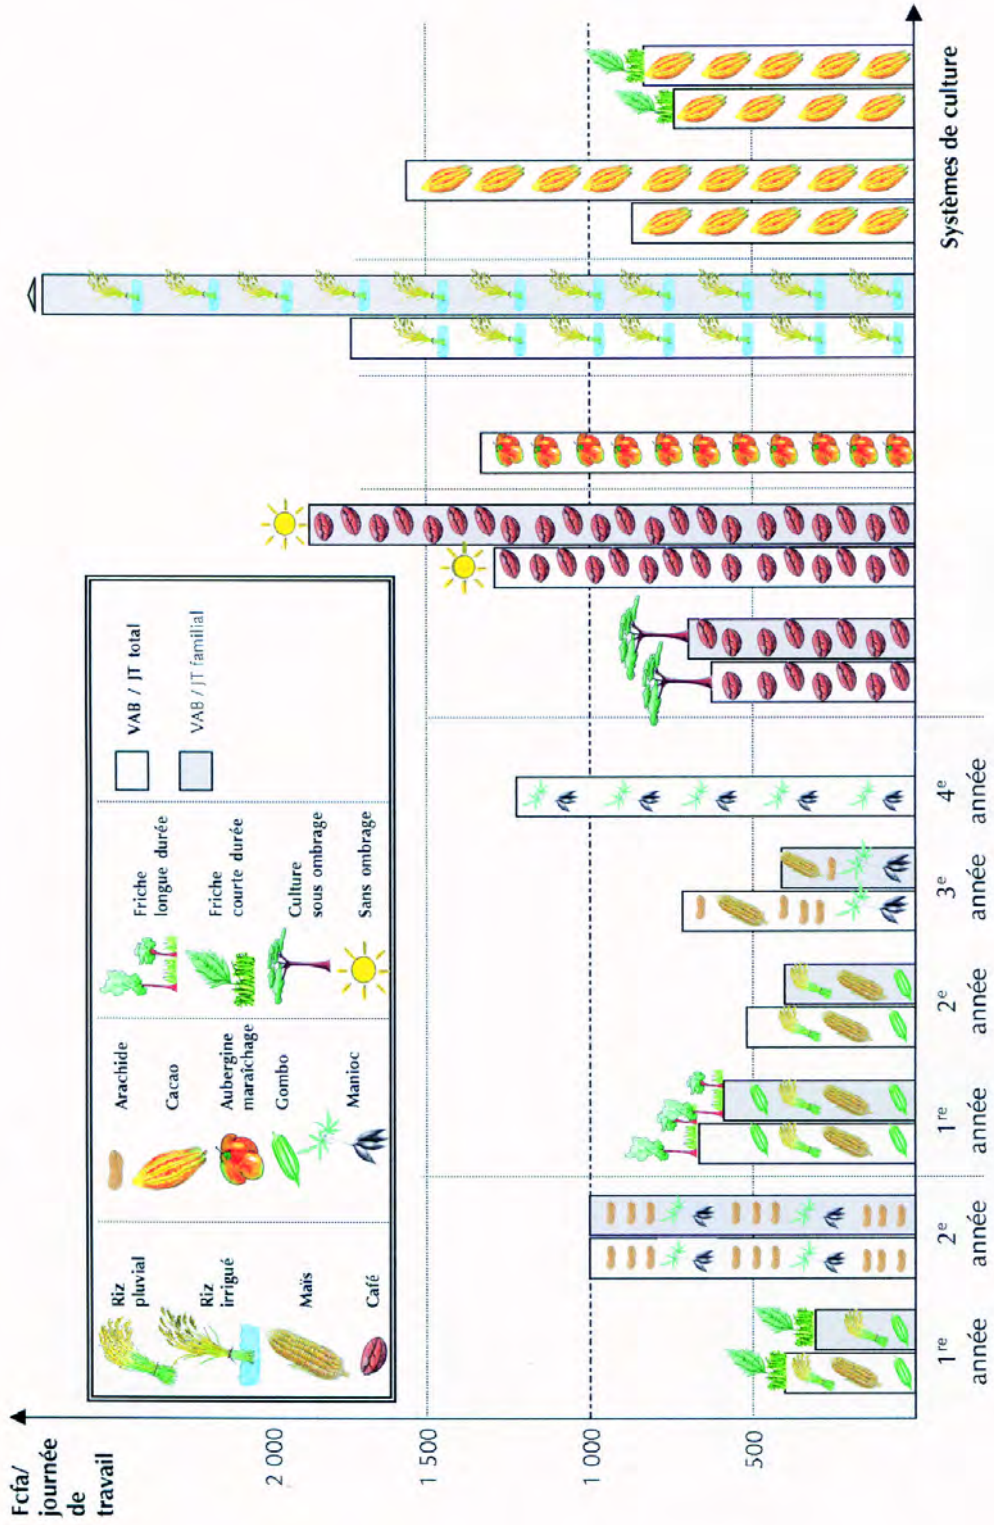 Fcfa/
journée
de
travail
2 000
1 500
1 000
500
Riz
pluvial
Riz
irrigué
Maïs
Café
Arachide
Cacao
Aubergine
maraîchage
Gombo
Manioc
Friche
longue durée
Friche
courte durée
Culture
sous ombrage
Sans ombrage
VAB / JT total
VAB / JT familial
1re
année
2e
année
1re
année
2e
année
3e
année
4e
année
Systèmes de culture